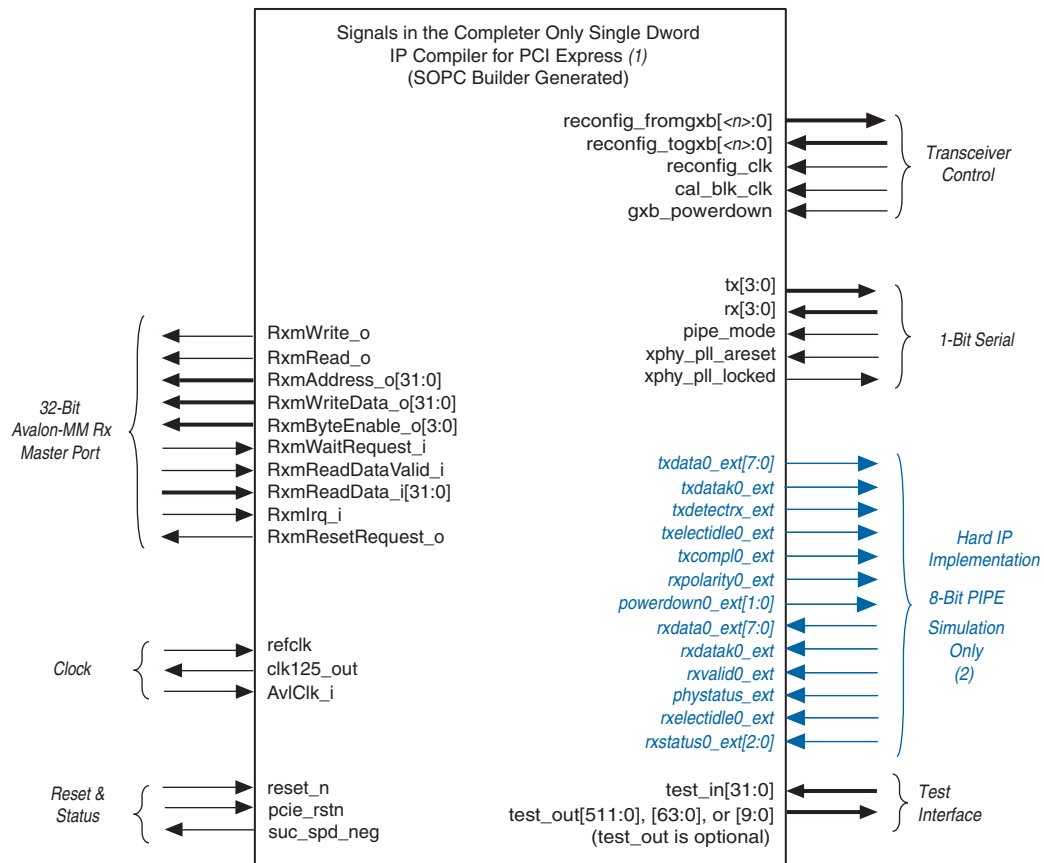 Signals in the Completer Only Single Dword
IP Compiler for PCI Express (1)
(SOPC Builder Generated)
reconfig_fromgxb[<n>:0]
reconfig_togxb[<n>:0]
reconfig_clk
cal_blk_clk
gxb_powerdown
Transceiver
Control
tx[3:0]
rx[3:0]
pipe_mode
xphy_pll_areset
xphy_pll_locked
1-Bit Serial
32-Bit
Avalon-MM Rx
Master Port
RxmWrite_o
RxmRead_o
RxmAddress_o[31:0]
RxmWriteData_o[31:0]
RxmByteEnable_o[3:0]
RxmWaitRequest_i
RxmReadDataValid_i
RxmReadData_i[31:0]
RxmIrq_i
RxmResetRequest_o
txdata0_ext[7:0]
txdatak0_ext
txdetectrx_ext
txelectidle0_ext
txcompl0_ext
rxpolarity0_ext
powerdown0_ext[1:0]
rxdata0_ext[7:0]
rxdatak0_ext
rxvalid0_ext
phystatus_ext
rxelectidle0_ext
rxstatus0_ext[2:0]
Hard IP
Implementation
8-Bit PIPE
Simulation
Only
(2)
Clock
refclk
clk125_out
AvlClk_i
Reset &
Status
reset_n
pcie_rstn
suc_spd_neg
test_in[31:0]
test_out[511:0], [63:0], or [9:0]
(test_out is optional)
Test
Interface